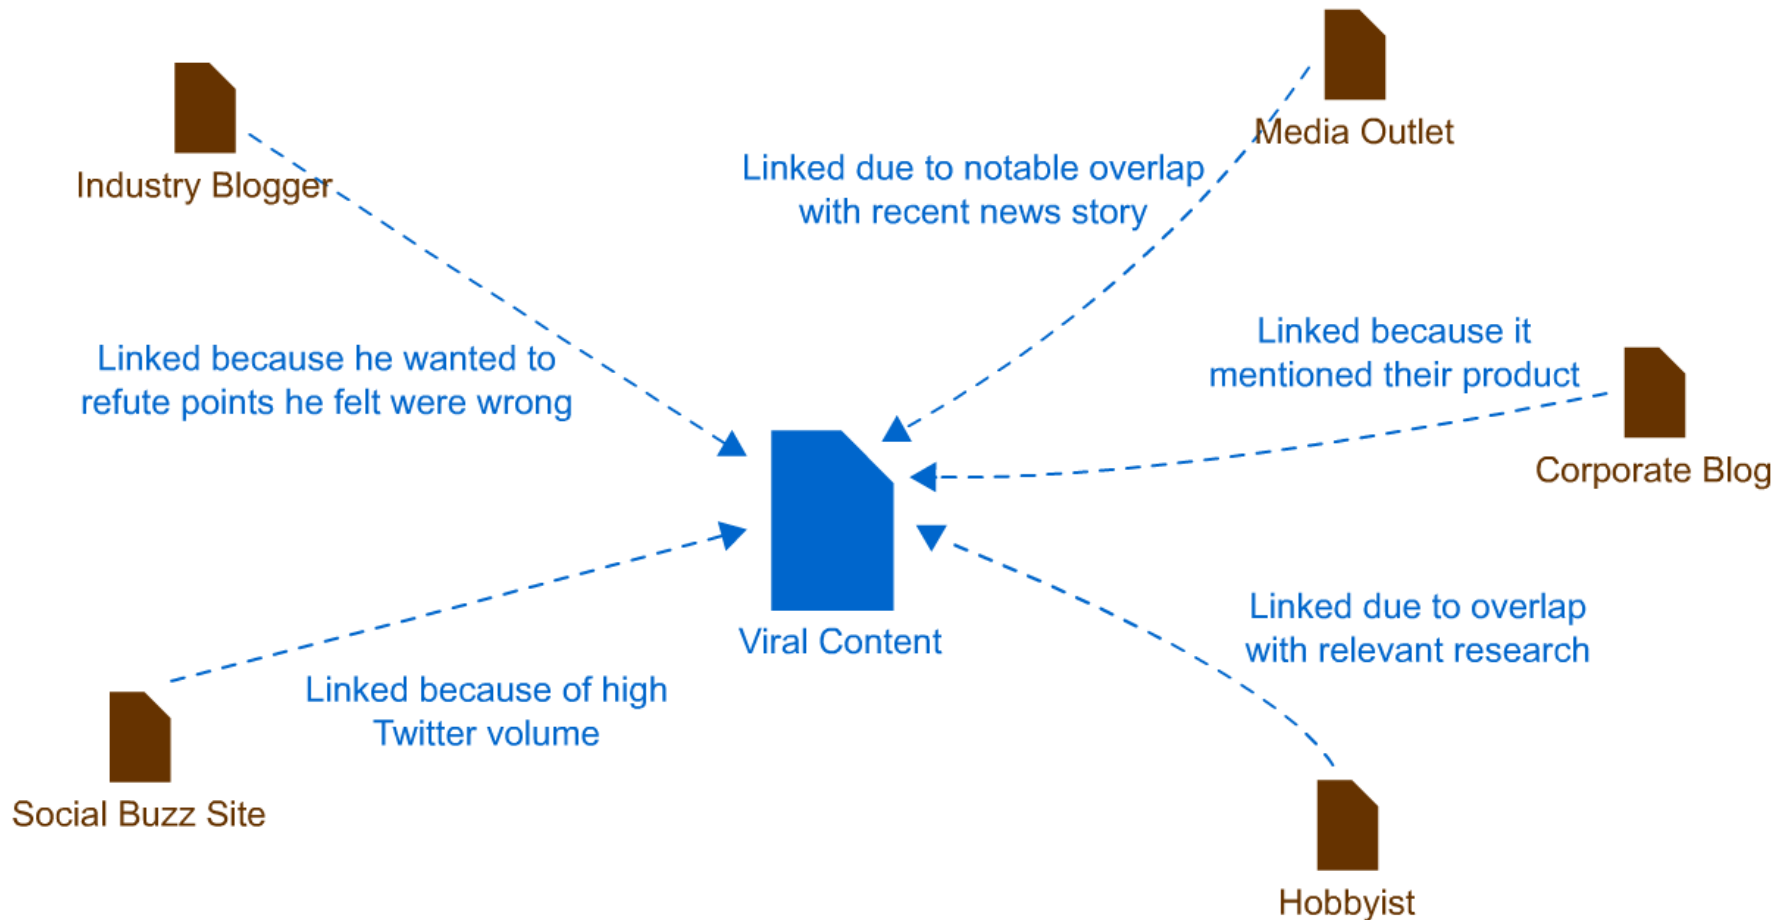 Media Outlet
Industry Blogger
Linked due to notable overlap
with recent news story
Linked because it
mentioned their product
Linked because he wanted to
refute points he felt were wrong
Corporate Blog
Viral Content
Linked due to overlap
with relevant research
Linked because of high
Twitter volume
Social Buzz Site
Hobbyist